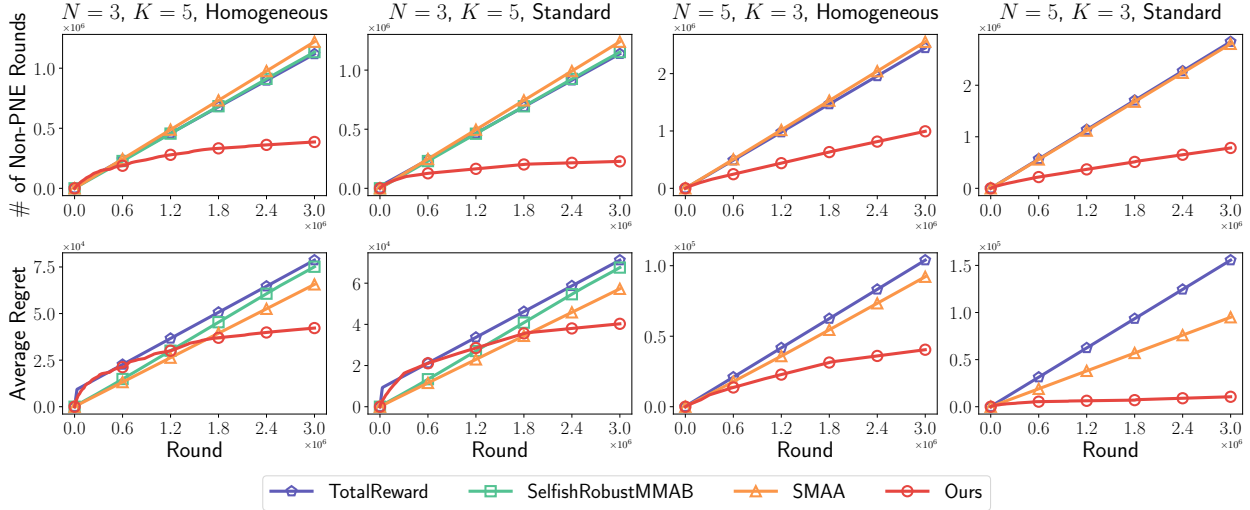 N = 3, K = 5, Homogeneous
N = 3, K = 5, Standard
N = 5, K = 3, Homogeneous
N = 5, K = 3, Standard
# of Non-PNE Rounds
×10⁶
1.0
0.5
0.0
0.0 0.6 1.2 1.8 2.4 3.0
×10⁶
×10⁶
1.0
0.5
0.0
0.0 0.6 1.2 1.8 2.4 3.0
×10⁶
×10⁶
2
1
0
0.0 0.6 1.2 1.8 2.4 3.0
×10⁶
×10⁶
2
1
0
0.0 0.6 1.2 1.8 2.4 3.0
×10⁶
Average Regret
×10⁴
7.5
5.0
2.5
0.0
0.0 0.6 1.2 1.8 2.4 3.0
×10⁶
Round
×10⁴
6
4
2
0
0.0 0.6 1.2 1.8 2.4 3.0
×10⁶
Round
×10⁵
1.0
0.5
0.0
0.0 0.6 1.2 1.8 2.4 3.0
×10⁶
Round
×10⁵
1.5
1.0
0.5
0.0
0.0 0.6 1.2 1.8 2.4 3.0
×10⁶
Round
TotalReward SelfishRobustMMAB SMAA Ours